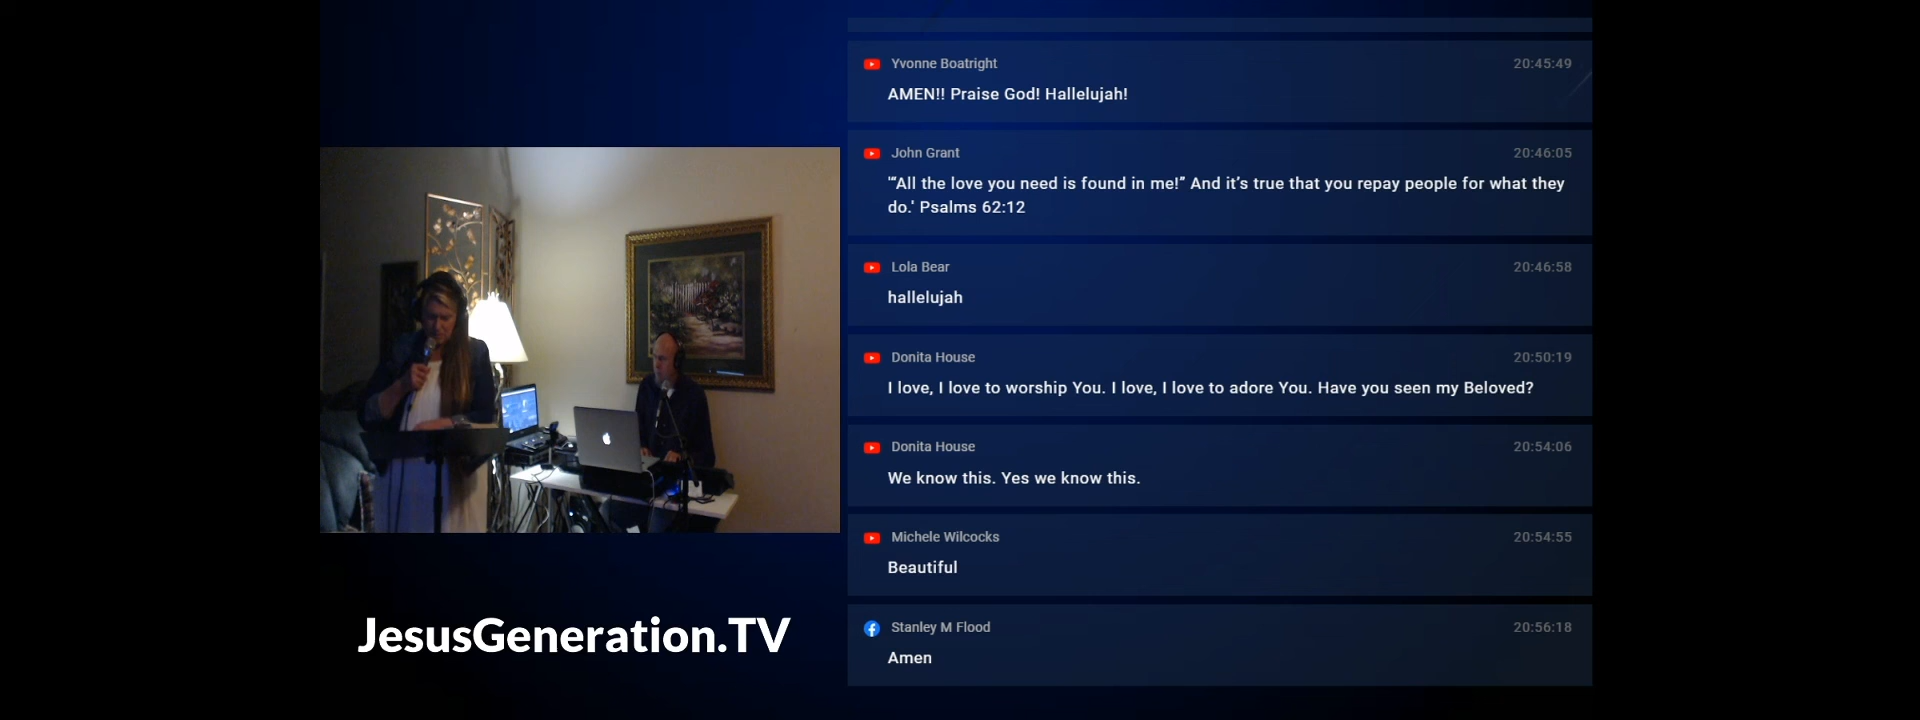 Yvonne Boatright 20:45:49
AMEN!! Praise God! Hallelujah!
John Grant 20:46:05
'“All the love you need is found in me!” And it’s true that you repay people for what they
do.' Psalms 62:12
Lola Bear 20:46:58
hallelujah
Donita House 20:50:19
I love, I love to worship You. I love, I love to adore You. Have you seen my Beloved?
Donita House 20:54:06
We know this. Yes we know this.
Michele Wilcocks 20:54:55
Beautiful
Stanley M Flood 20:56:18
Amen
JesusGeneration.TV